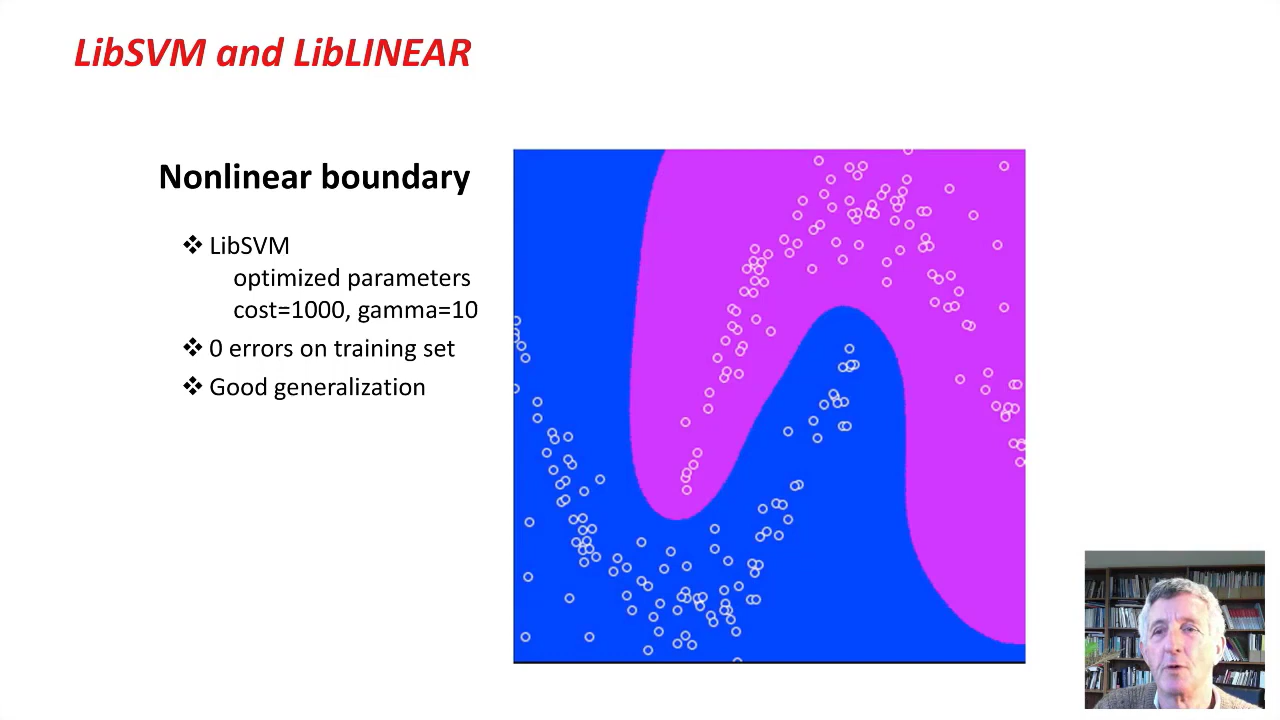 LibSVM and LibLINEAR
Nonlinear boundary
❖ LibSVM
optimized parameters
cost=1000, gamma=10
❖ 0 errors on training set
❖ Good generalization